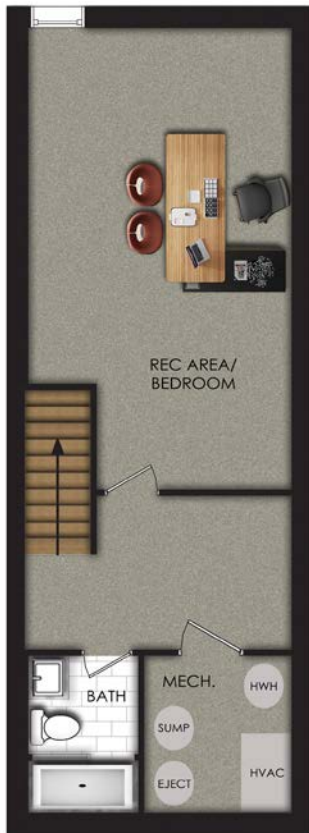 REC AREA/
BEDROOM
BATH
MECH.
HWH
SUMP
EJECT
HVAC